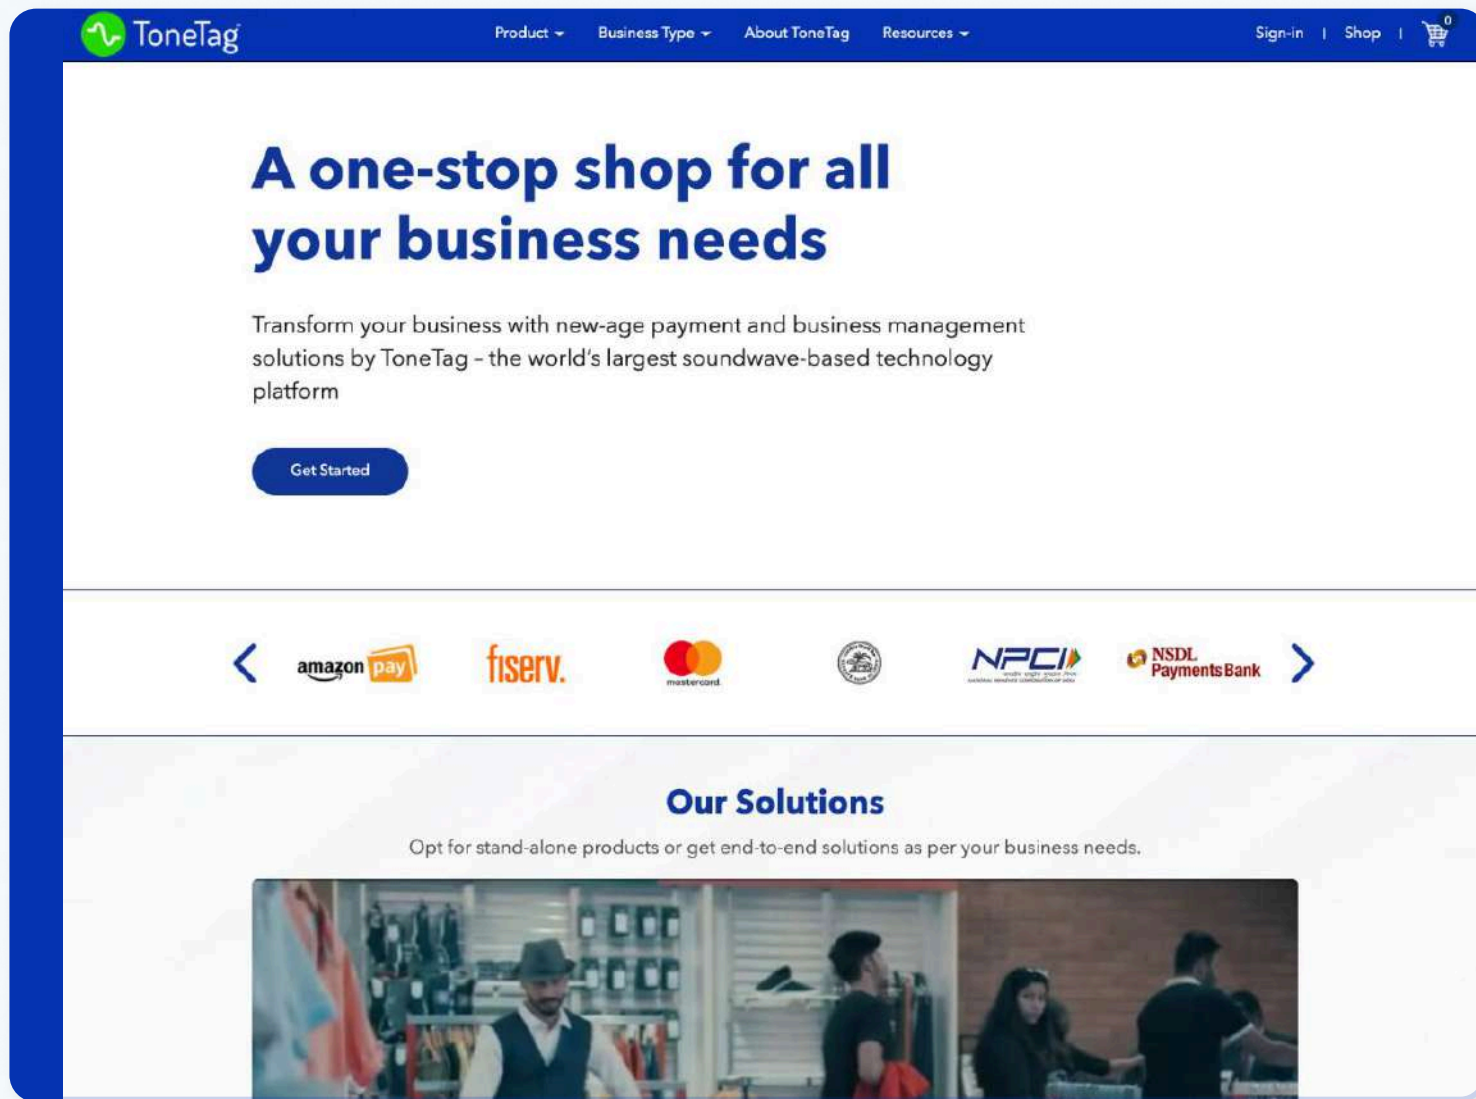 ToneTag
Product
Business Type
About ToneTag
Resources
Sign-in | Shop |
0
A one-stop shop for all
your business needs
Transform your business with new-age payment and business management
solutions by ToneTag – the world's largest soundwave-based technology
platform
Get Started
amazon pay
fiserv.
mastercard.
NPCI
NSDL
Payments Bank
Our Solutions
Opt for stand-alone products or get end-to-end solutions as per your business needs.